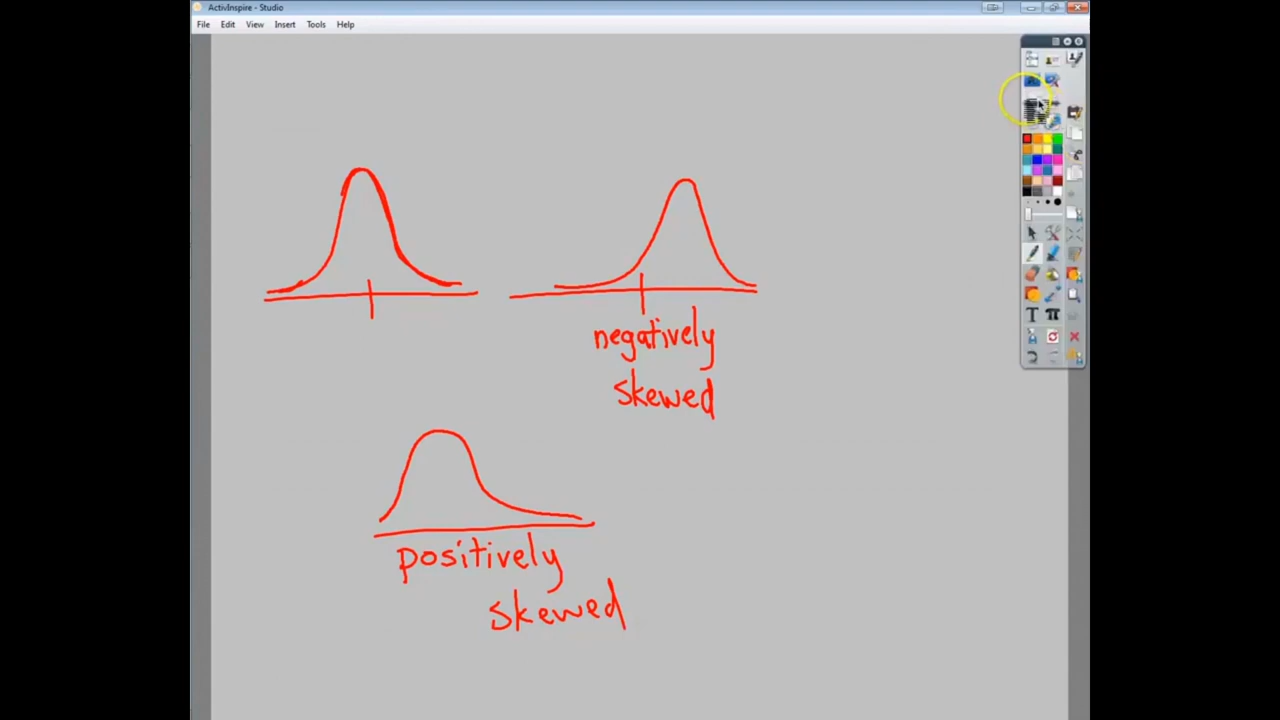 ActivInspire - Studio
File Edit View Insert Tools Help
negatively
skewed
positively
skewed